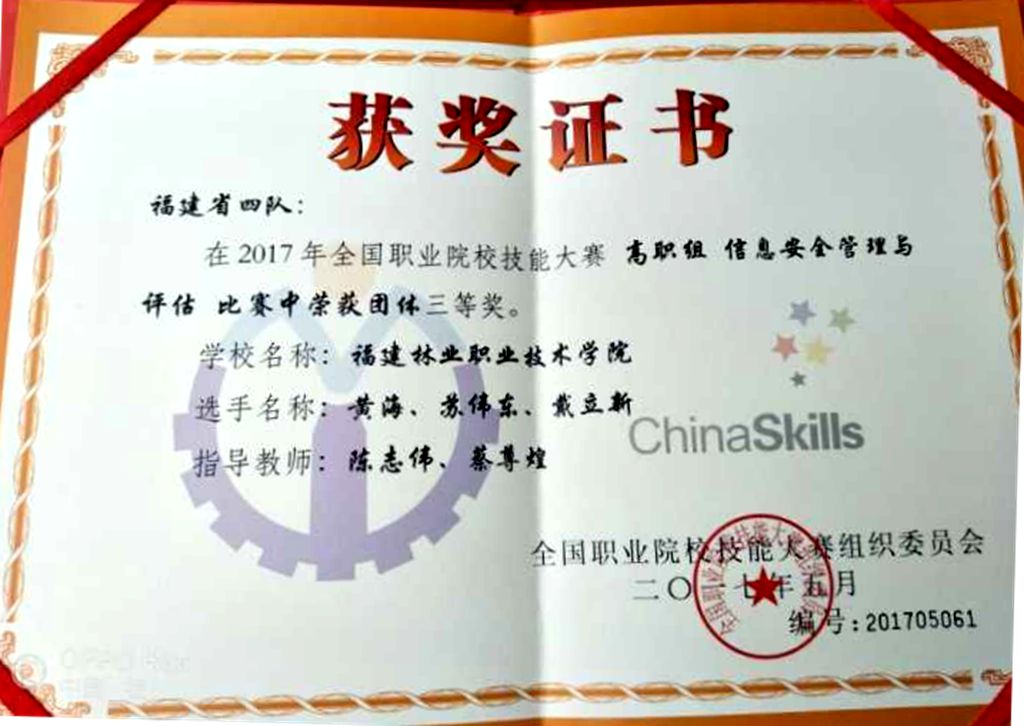 获奖证书
福建省四队：
在2017年全国职业院校技能大赛 高职组 信息安全管理与
评估 比赛中荣获团体三等奖。
学校名称：福建林业职业技术学院
选手名称：黄海、苏伟东、戴立新
指导教师：陈志伟、蔡尊煌
ChinaSkills
全国职业院校技能大赛组织委员会
二〇一七年五月
编号：201705061